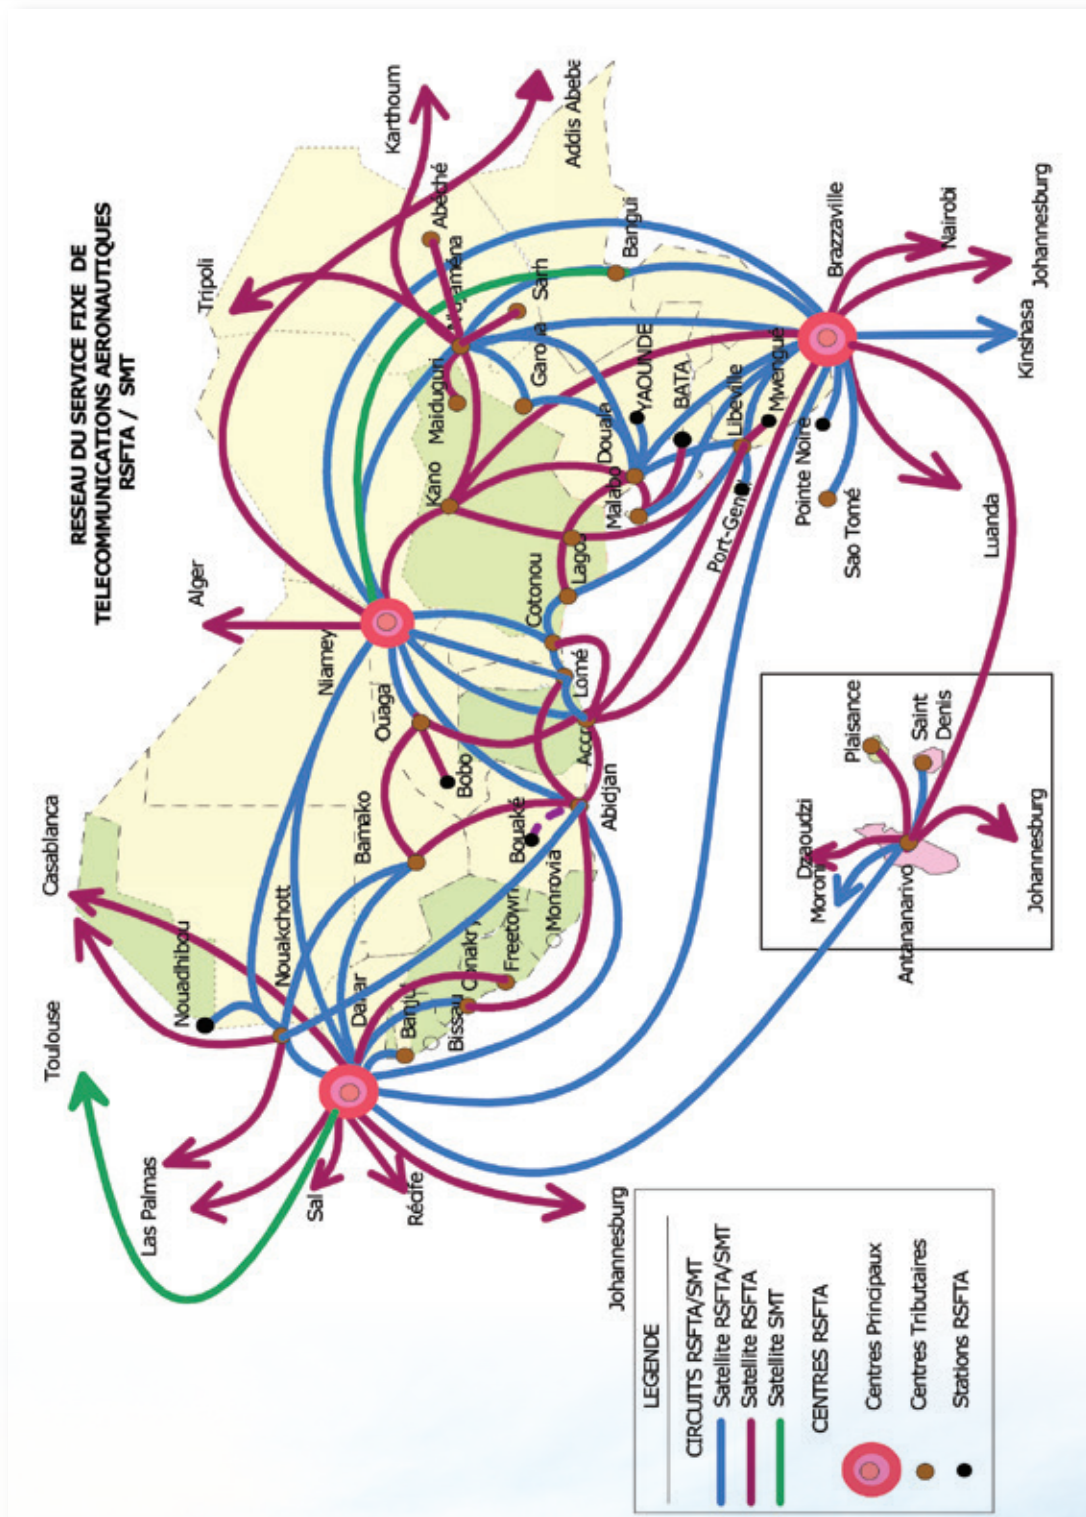 RESEAU DU SERVICE FIXE DE
TELECOMMUNICATIONS AERONAUTIQUES
RSFTA / SMT
Toulouse
Casablanca
Alger
Tripoli
Karthoum
Addis Abeba
Las Palmas
Nouadhibou
Nouakchott
Niamey
Abéché
Sal
Dakar
Bamako
Ouaga
Kano
Maiduguri
N'djaména
Sarh
Récife
Banjul
Bissau
Conakry
Freetown
Monrovia
Bouaké
Bobo
Garoua
Bangui
Johannesburg
Abidjan
Accra
Lomé
Cotonou
Lagos
Malabo
Douala
YAOUNDE
BATA
Libeville
Mwengué
Port-Gentil
Pointe Noire
Sao Tomé
Brazzaville
Nairobi
Johannesburg
Kinshasa
Luanda
Plaisance
Saint
Denis
Dzaoudzi
Moroni
Antananarivo
Johannesburg
LEGENDE
CIRCUITS RSFTA/SMT
Satellite RSFTA/SMT
Satellite RSFTA
Satellite SMT
CENTRES RSFTA
Centres Principaux
Centres Tributaires
Stations RSFTA